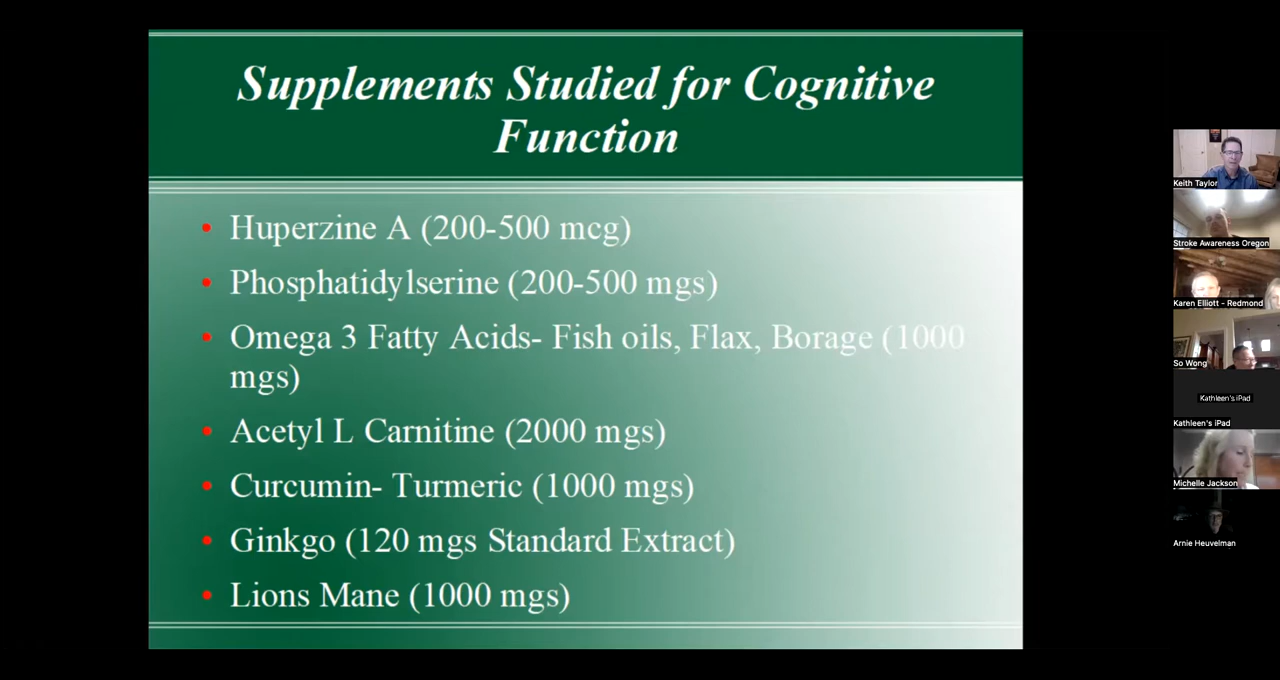 Supplements Studied for Cognitive
Function
• Huperzine A (200-500 mcg)
• Phosphatidylserine (200-500 mgs)
• Omega 3 Fatty Acids- Fish oils, Flax, Borage (1000
mgs)
• Acetyl L Carnitine (2000 mgs)
• Curcumin- Turmeric (1000 mgs)
• Ginkgo (120 mgs Standard Extract)
• Lions Mane (1000 mgs)
Keith Taylor
Stroke Awareness Oregon
Karen Elliott - Redmond
So Wong
Kathleen's iPad
Kathleen's iPad
Michelle Jackson
Arnie Heuvelman